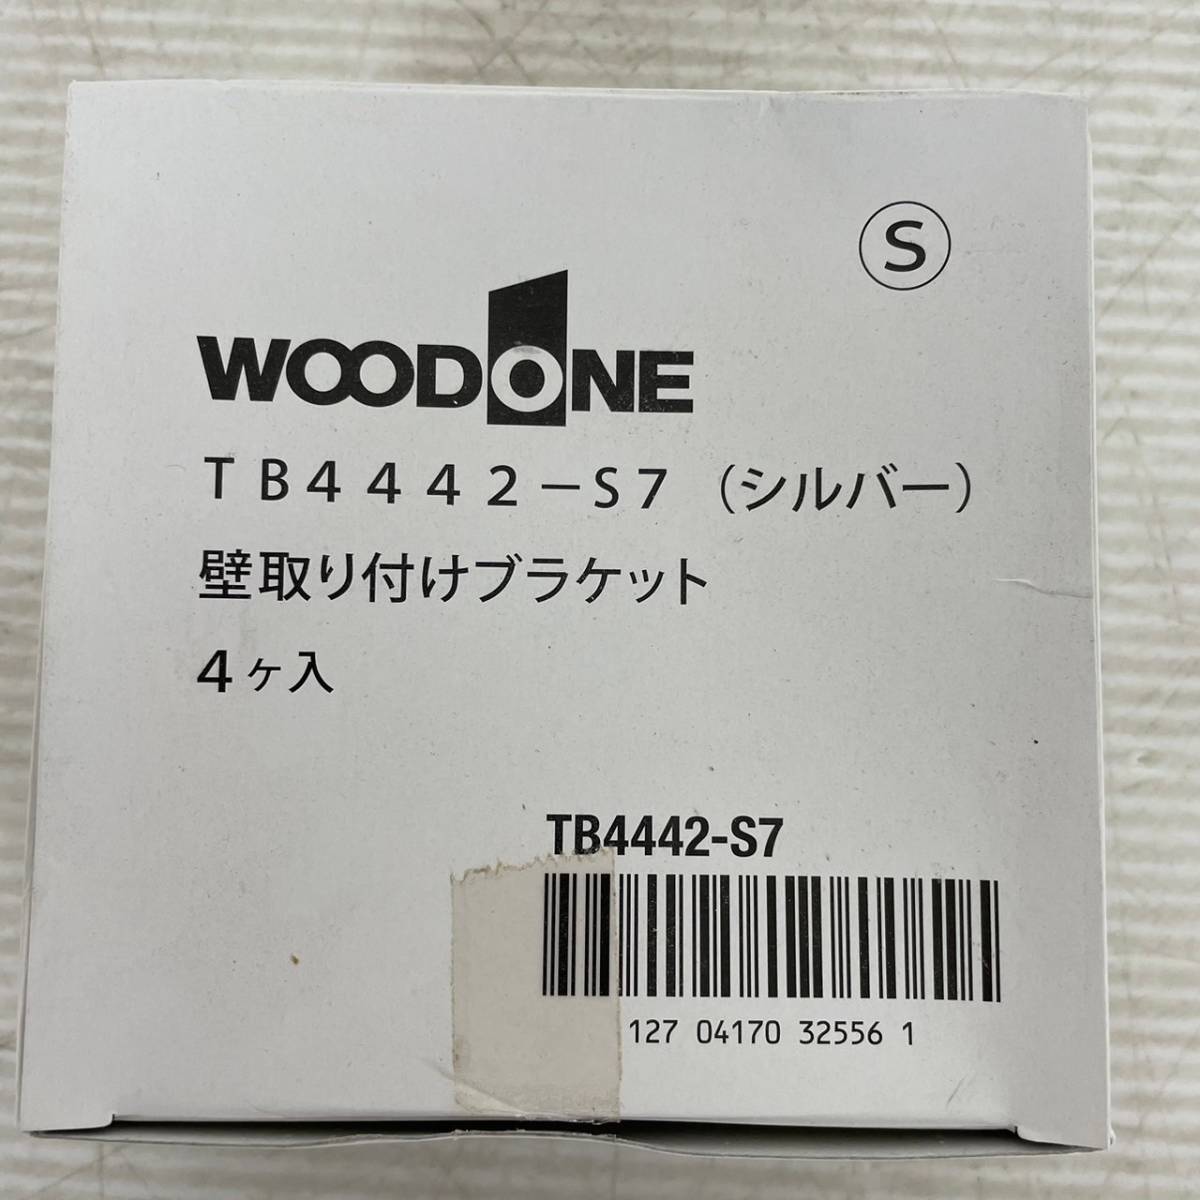 S
WOODONE
TB4442-S7（シルバー）
壁取り付けブラケット
4ヶ入
TB4442-S7
127 04170 32556 1